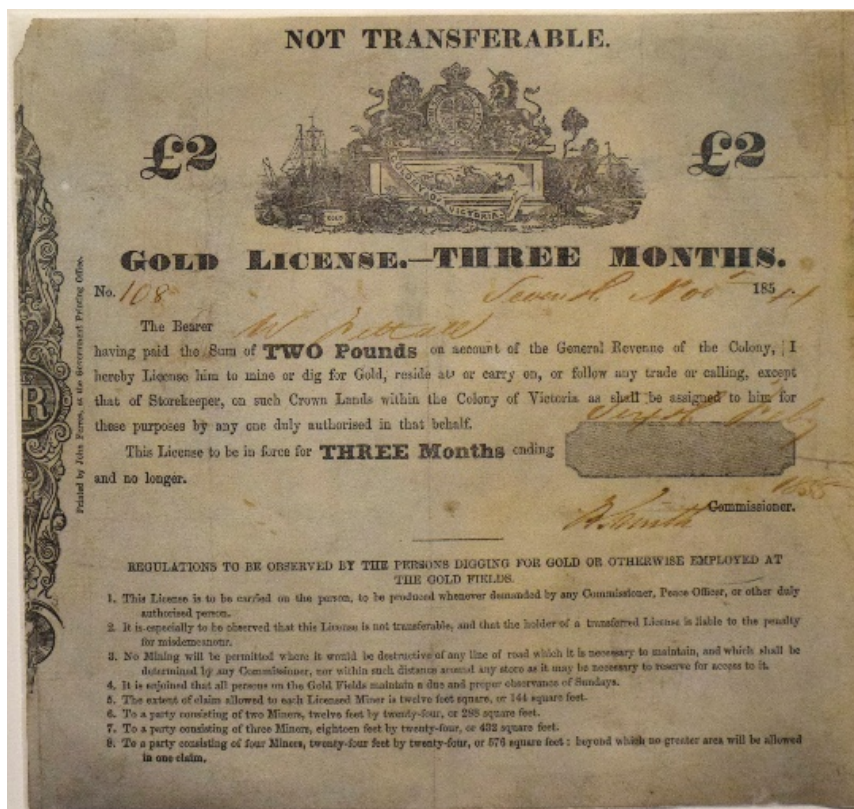 NOT TRANSFERABLE.
£2 £2
COLONY OF VICTORIA
GOLD
GOLD LICENSE.—THREE MONTHS.
No. 108 Seventh Novr 1854.
The Bearer W
having paid the Sum of TWO Pounds on account of the General Revenue of the Colony, I
hereby License him to mine or dig for Gold, reside at, or carry on, or follow any trade or calling, except
that of Storekeeper, on such Crown Lands within the Colony of Victoria as shall be assigned to him for
these purposes by any one duly authorised in that behalf.
This License to be in force for THREE Months ending
and no longer.
1855
Commissioner.
Printed by John Ferres, at the Government Printing Office.
R
REGULATIONS TO BE OBSERVED BY THE PERSONS DIGGING FOR GOLD OR OTHERWISE EMPLOYED AT
THE GOLD FIELDS.
1. This License is to be carried on the person, to be produced whenever demanded by any Commissioner, Peace Officer, or other duly
authorised person.
2. It is especially to be observed that this License is not transferable, and that the holder of a transferred License is liable to the penalty
for misdemeanour.
3. No Mining will be permitted where it would be destructive of any line of road which it is necessary to maintain, and which shall be
determined by any Commissioner, nor within such distance around any store as it may be necessary to reserve for access to it.
4. It is enjoined that all persons on the Gold Fields maintain a due and proper observance of Sundays.
5. The extent of claim allowed to each Licensed Miner is twelve feet square, or 144 square feet.
6. To a party consisting of two Miners, twelve feet by twenty-four, or 288 square feet.
7. To a party consisting of three Miners, eighteen feet by twenty-four, or 432 square feet.
8. To a party consisting of four Miners, twenty-four feet by twenty-four, or 576 square feet: beyond which no greater area will be allowed
in one claim.